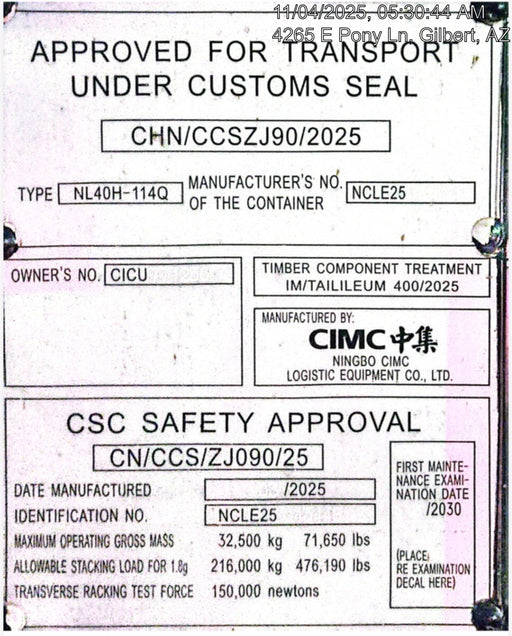 11/04/2025, 05:30:44 AM
4265 E Pony Ln, Gilbert, AZ
APPROVED FOR TRANSPORT
UNDER CUSTOMS SEAL
CHN/CCSZJ90/2025
TYPE NL40H-114Q
MANUFACTURER'S NO.
OF THE CONTAINER NCLE25
OWNER'S NO. CICU
TIMBER COMPONENT TREATMENT
IM/TAILILEUM 400/2025
MANUFACTURED BY:
CIMC中集
NINGBO CIMC
LOGISTIC EQUIPMENT CO., LTD.
CSC SAFETY APPROVAL
CN/CCS/ZJ090/25
DATE MANUFACTURED /2025
IDENTIFICATION NO. NCLE25
MAXIMUM OPERATING GROSS MASS 32,500 kg 71,650 lbs
ALLOWABLE STACKING LOAD FOR 1.8g 216,000 kg 476,190 lbs
TRANSVERSE RACKING TEST FORCE 150,000 newtons
FIRST MAINTE-
NANCE EXAMI-
NATION DATE
/2030
(PLACE
RE EXAMINATION
DECAL HERE)